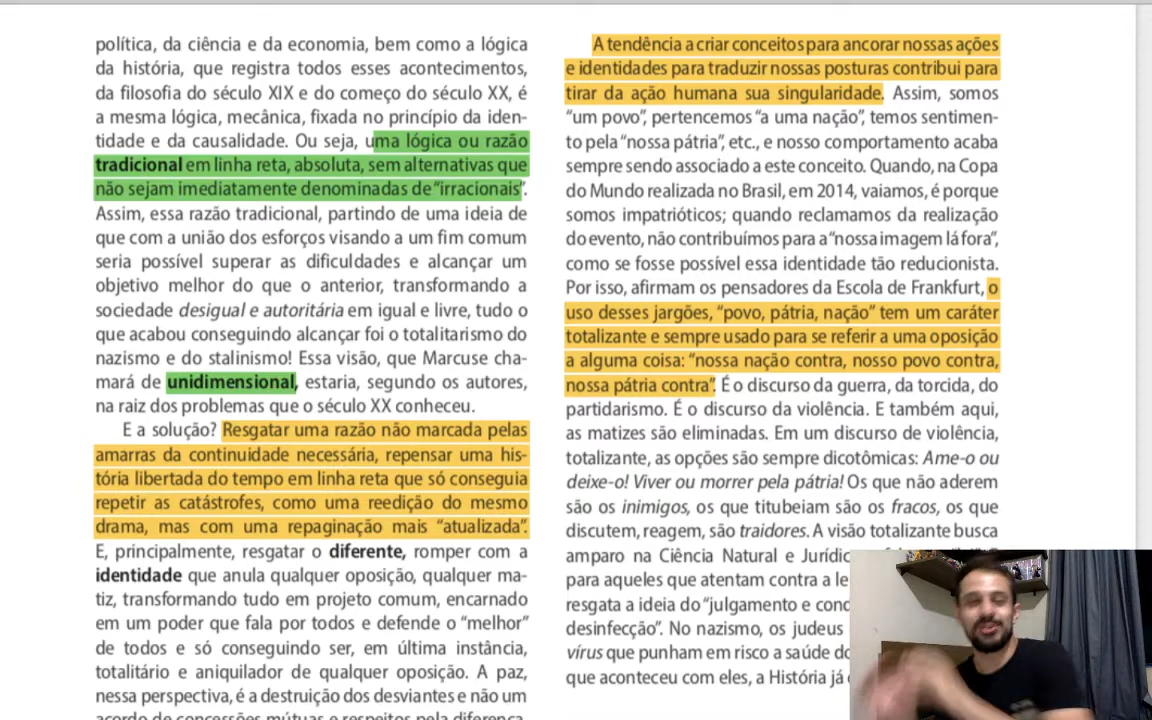 política, da ciência e da economia, bem como a lógica
da história, que registra todos esses acontecimentos,
da filosofia do século XIX e do começo do século XX, é
a mesma lógica, mecânica, fixada no princípio da iden-
tidade e da causalidade. Ou seja, uma lógica ou razão
tradicional em linha reta, absoluta, sem alternativas que
não sejam imediatamente denominadas de “irracionais”.
Assim, essa razão tradicional, partindo de uma ideia de
que com a união dos esforços visando a um fim comum
seria possível superar as dificuldades e alcançar um
objetivo melhor do que o anterior, transformando a
sociedade desigual e autoritária em igual e livre, tudo o
que acabou conseguindo alcançar foi o totalitarismo do
nazismo e do stalinismo! Essa visão, que Marcuse cha-
mará de unidimensional, estaria, segundo os autores,
na raiz dos problemas que o século XX conheceu.
E a solução? Resgatar uma razão não marcada pelas
amarras da continuidade necessária, repensar uma his-
tória libertada do tempo em linha reta que só conseguia
repetir as catástrofes, como uma reedição do mesmo
drama, mas com uma repaginação mais “atualizada”.
E, principalmente, resgatar o diferente, romper com a
identidade que anula qualquer oposição, qualquer ma-
tiz, transformando tudo em projeto comum, encarnado
em um poder que fala por todos e defende o “melhor”
de todos e só conseguindo ser, em última instância,
totalitário e aniquilador de qualquer oposição. A paz,
nessa perspectiva, é a destruição dos desviantes e não um
acordo de concessões mútuas e respeitos pela diferença.
A tendência a criar conceitos para ancorar nossas ações
e identidades para traduzir nossas posturas contribui para
tirar da ação humana sua singularidade. Assim, somos
“um povo”, pertencemos “a uma nação”, temos sentimen-
to pela “nossa pátria”, etc., e nosso comportamento acaba
sempre sendo associado a este conceito. Quando, na Copa
do Mundo realizada no Brasil, em 2014, vaiamos, é porque
somos impatrióticos; quando reclamamos da realização
do evento, não contribuímos para a “nossa imagem lá fora”,
como se fosse possível essa identidade tão reducionista.
Por isso, afirmam os pensadores da Escola de Frankfurt, o
uso desses jargões, “povo, pátria, nação” tem um caráter
totalizante e sempre usado para se referir a uma oposição
a alguma coisa: “nossa nação contra, nosso povo contra,
nossa pátria contra”. É o discurso da guerra, da torcida, do
partidarismo. É o discurso da violência. E também aqui,
as matizes são eliminadas. Em um discurso de violência,
totalizante, as opções são sempre dicotômicas: Ame-o ou
deixe-o! Viver ou morrer pela pátria! Os que não aderem
são os inimigos, os que titubeiam são os fracos, os que
discutem, reagem, são traidores. A visão totalizante busca
amparo na Ciência Natural e Jurídic
para aqueles que atentam contra a le
resgata a ideia do “julgamento e conc
desinfecção”. No nazismo, os judeus
vírus que punham em risco a saúde do
que aconteceu com eles, a História já